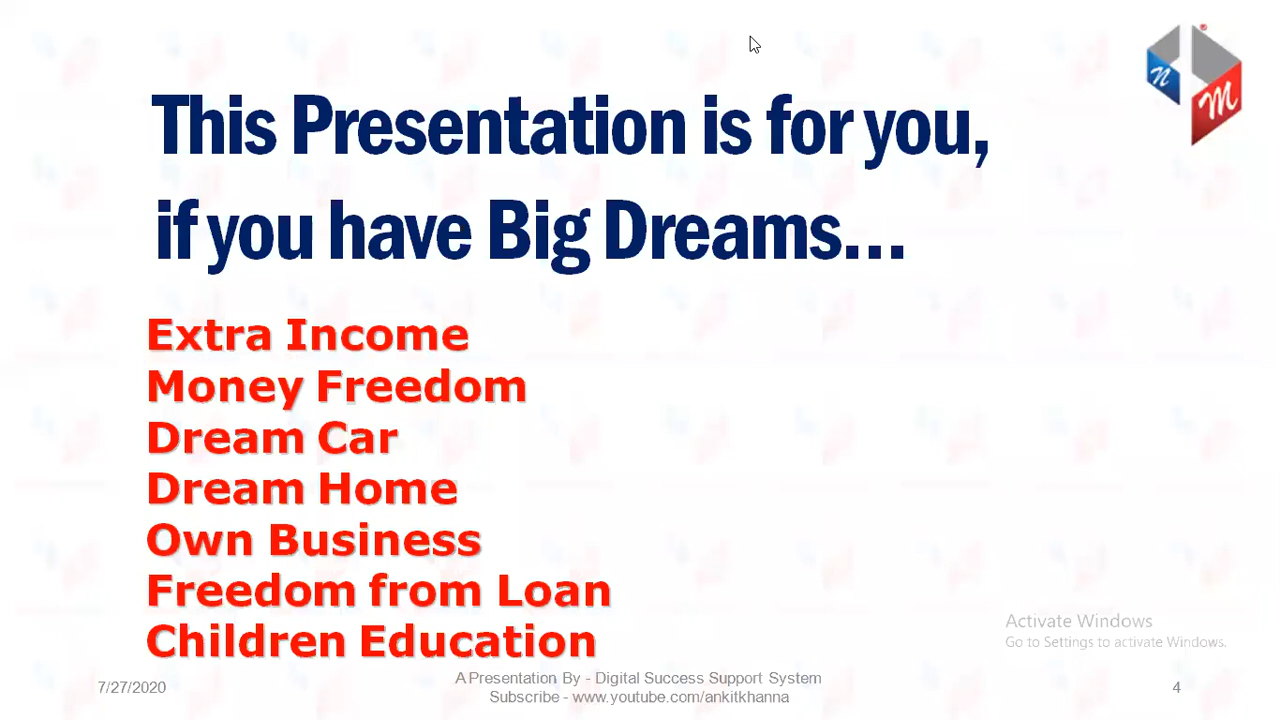 n
M
This Presentation is for you,
if you have Big Dreams...
Extra Income
Money Freedom
Dream Car
Dream Home
Own Business
Freedom from Loan
Children Education
Activate Windows
Go to Settings to activate Windows.
7/27/2020
A Presentation By - Digital Success Support System
Subscribe - www.youtube.com/ankitkhanna
4